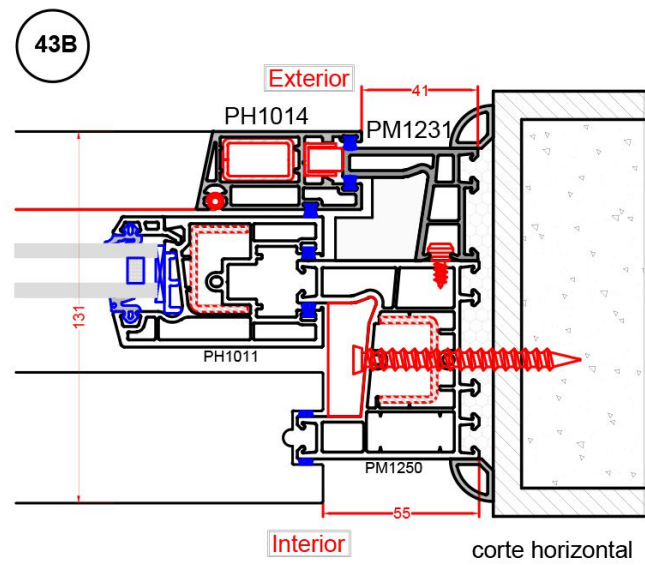 43B
Exterior
41
PH1014
PM1231
131
PH1011
PM1250
55
Interior
corte horizontal